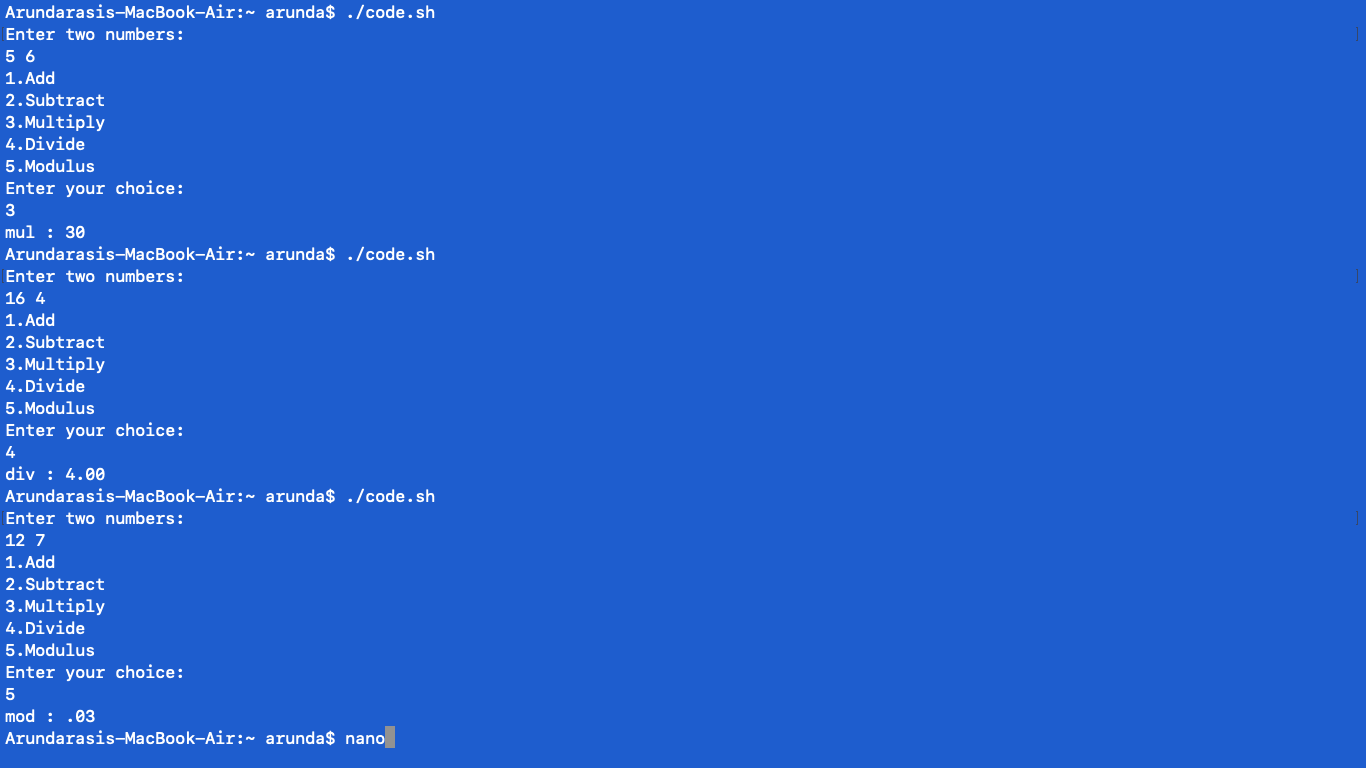 Arundarasis-MacBook-Air:~ arunda$ ./code.sh
Enter two numbers:
5 6
1.Add
2.Subtract
3.Multiply
4.Divide
5.Modulus
Enter your choice:
3
mul : 30
Arundarasis-MacBook-Air:~ arunda$ ./code.sh
Enter two numbers:
16 4
1.Add
2.Subtract
3.Multiply
4.Divide
5.Modulus
Enter your choice:
4
div : 4.00
Arundarasis-MacBook-Air:~ arunda$ ./code.sh
Enter two numbers:
12 7
1.Add
2.Subtract
3.Multiply
4.Divide
5.Modulus
Enter your choice:
5
mod : .03
Arundarasis-MacBook-Air:~ arunda$ nano